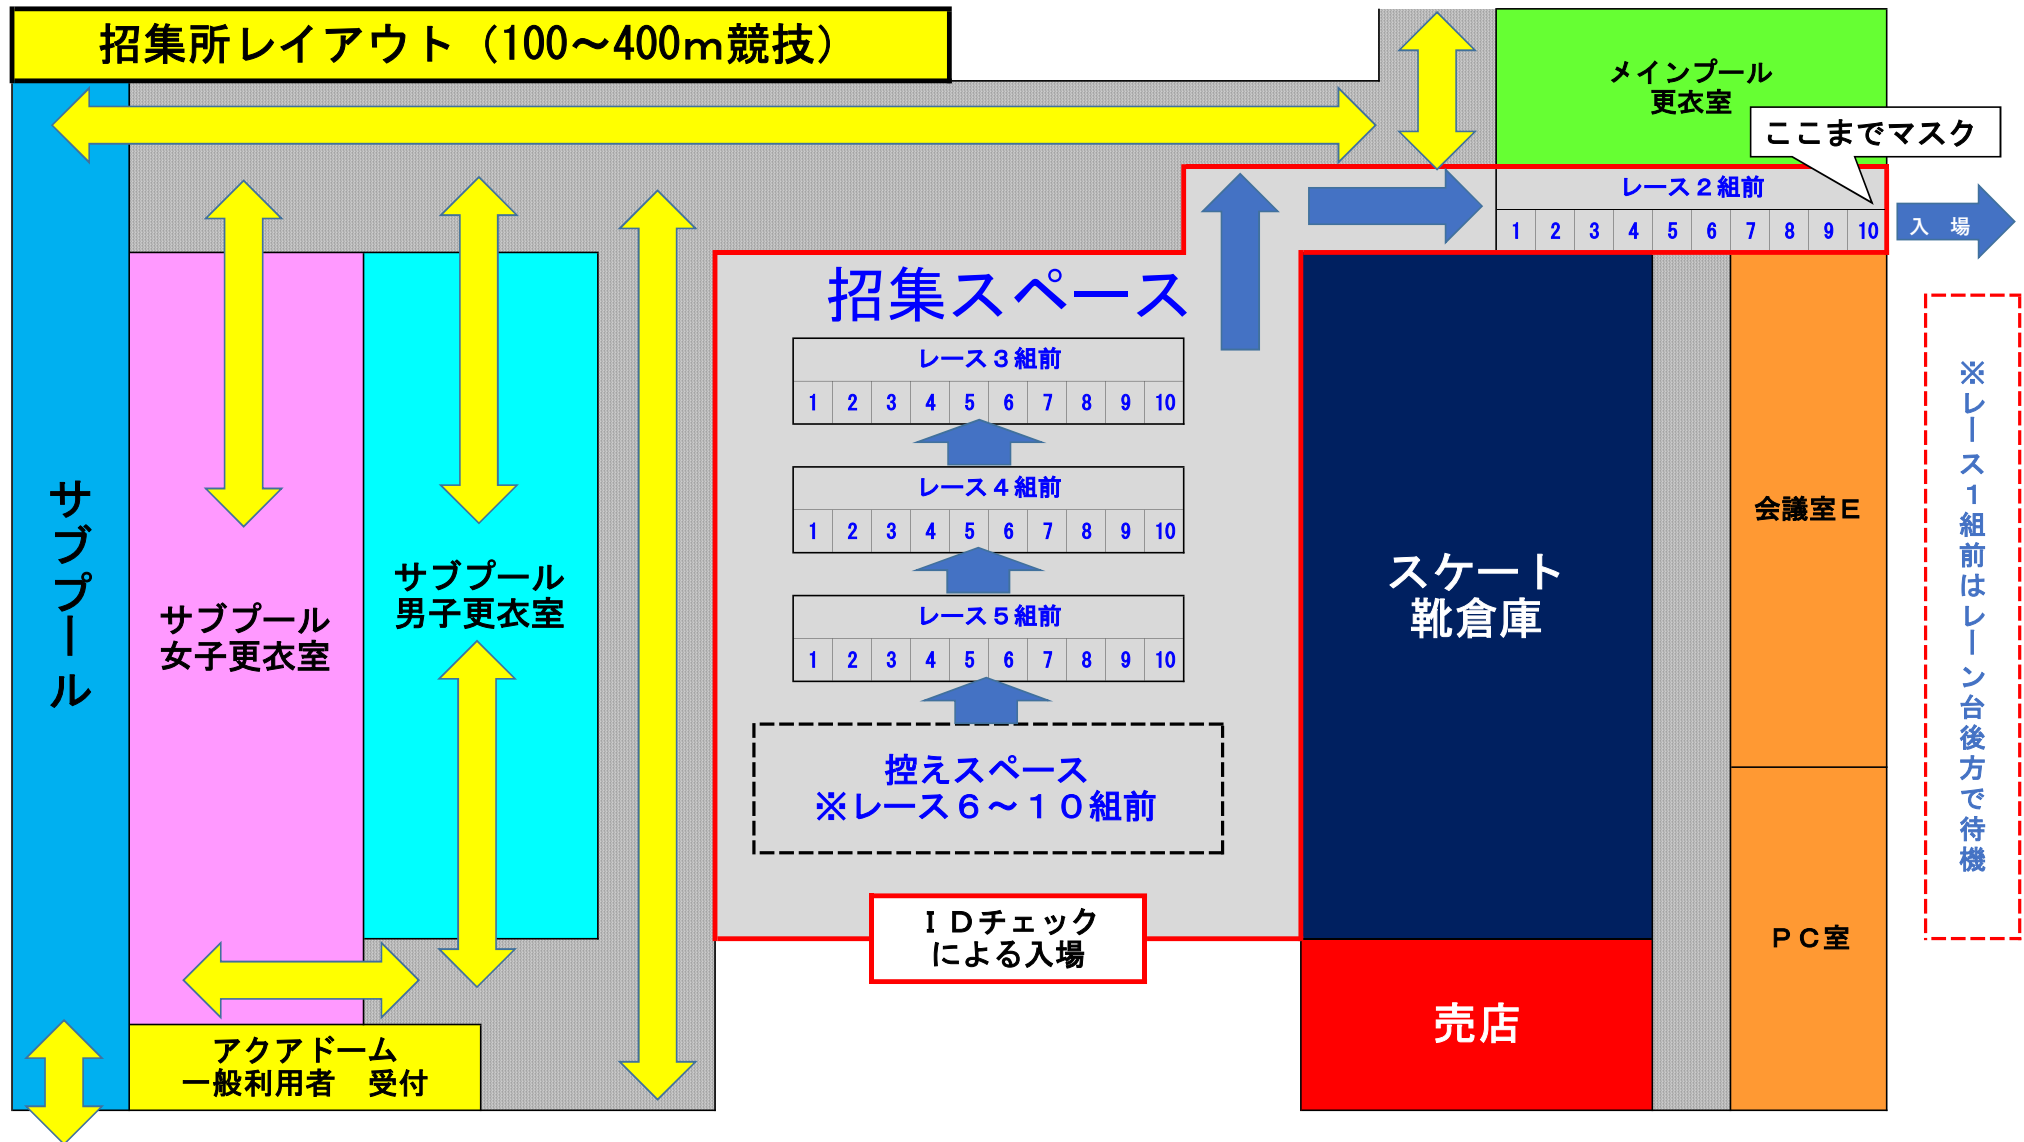 招集所レイアウト（100～400m競技）
メインプール
更衣室
ここまでマスク
レース２組前
1 2 3 4 5 6 7 8 9 10
入　場
招集スペース
レース３組前
1 2 3 4 5 6 7 8 9 10
レース４組前
1 2 3 4 5 6 7 8 9 10
レース５組前
1 2 3 4 5 6 7 8 9 10
控えスペース
※レース６～１０組前
ＩＤチェック
による入場
サブプール
サブプール
女子更衣室
サブプール
男子更衣室
アクアドーム
一般利用者　受付
スケート
靴倉庫
売店
会議室Ｅ
ＰＣ室
※レース１組前はレーン台後方で待機